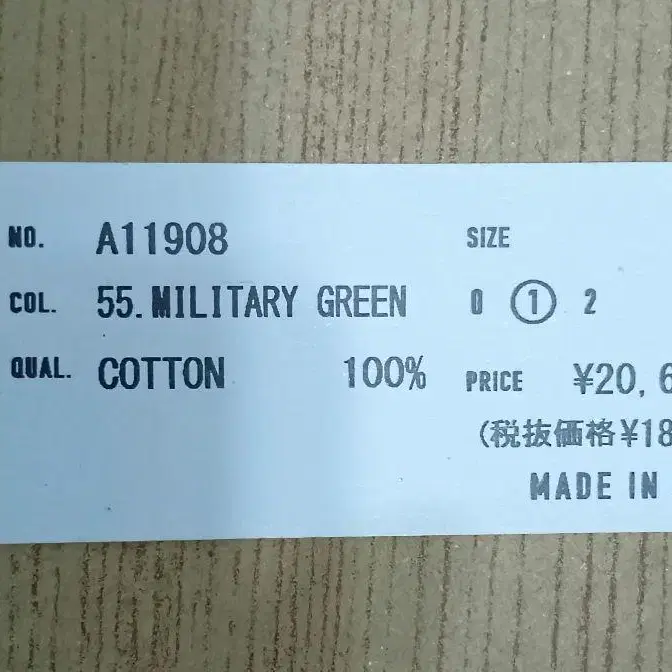 NO. A11908 SIZE
COL. 55.MILITARY GREEN 0 ① 2
QUAL. COTTON 100% PRICE ¥20,6
(税抜価格¥18
MADE IN